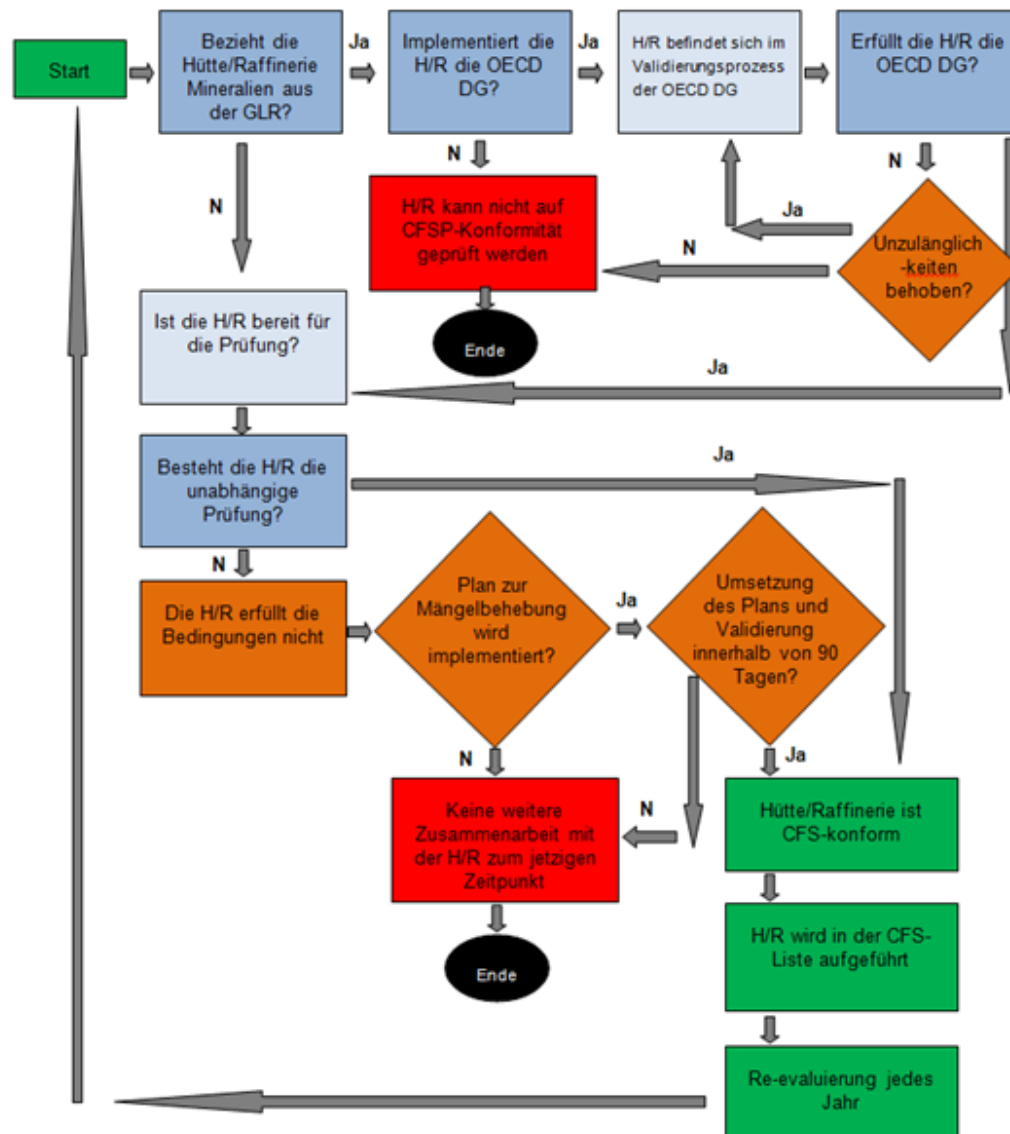 Start
Bezieht die
Hütte/Raffinerie
Mineralien aus
der GLR?
Ja
Implementiert die
H/R die OECD
DG?
Ja
H/R befindet sich im
Validierungsprozess
der OECD DG
Erfüllt die H/R die
OECD DG?
N
N
N
H/R kann nicht auf
CFSP-Konformität
geprüft werden
Ja
N
Unzulänglich
-keiten
behoben?
Ende
Ist die H/R bereit für
die Prüfung?
Ja
Besteht die H/R die
unabhängige
Prüfung?
Ja
N
Die H/R erfüllt die
Bedingungen nicht
Plan zur
Mängelbehebung
wird
implementiert?
Ja
Umsetzung
des Plans und
Validierung
innerhalb von 90
Tagen?
N
Ja
Keine weitere
Zusammenarbeit mit
der H/R zum jetzigen
Zeitpunkt
N
Hütte/Raffinerie ist
CFS-konform
Ende
H/R wird in der CFS-
Liste aufgeführt
Re-evaluierung jedes
Jahr